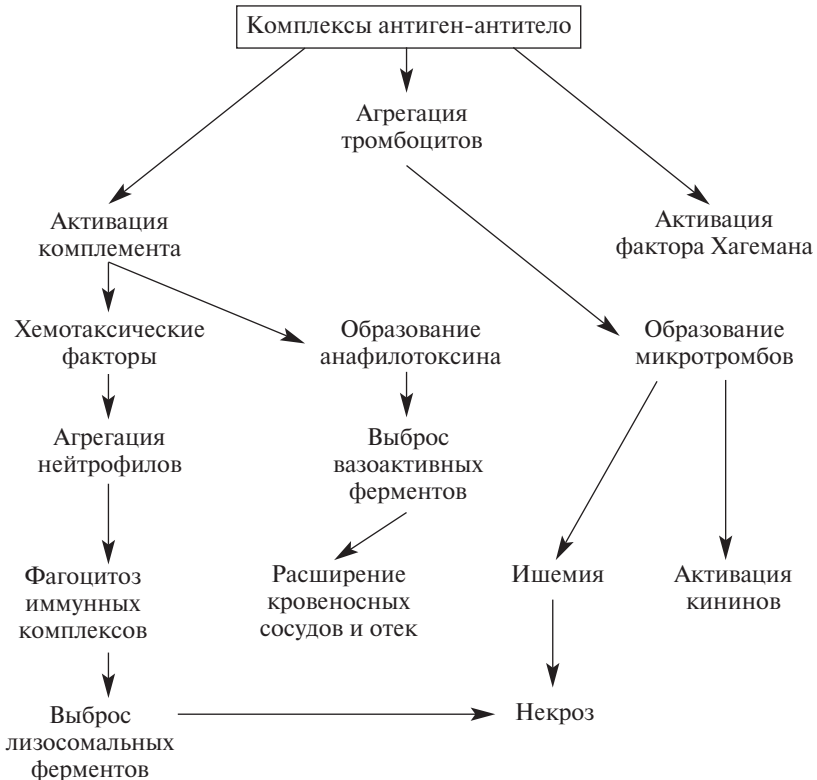 Комплексы антиген-антитело
Агрегация
тромбоцитов
Активация
комплемента
Активация
фактора Хагемана
Хемотаксические
факторы
Образование
анафилотоксина
Образование
микротромбов
Агрегация
нейтрофилов
Выброс
вазоактивных
ферментов
Фагоцитоз
иммунных
комплексов
Расширение
кровеносных
сосудов и отек
Ишемия
Активация
кининов
Выброс
лизосомальных
ферментов
Некроз